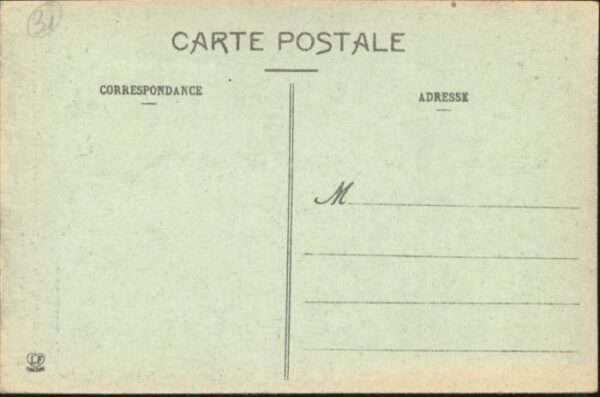 31
CARTE POSTALE
CORRESPONDANCE
ADRESSE
M